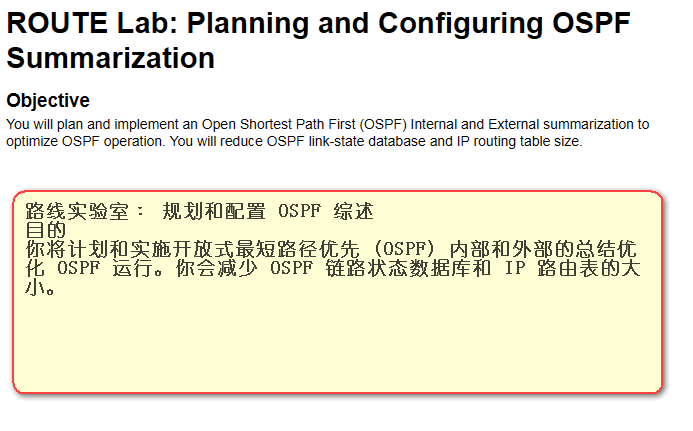 ROUTE Lab: Planning and Configuring OSPF
Summarization
Objective
You will plan and implement an Open Shortest Path First (OSPF) Internal and External summarization to
optimize OSPF operation. You will reduce OSPF link-state database and IP routing table size.
路线实验室： 规划和配置 OSPF 综述
目的
你将计划和实施开放式最短路径优先 (OSPF) 内部和外部的总结优
化 OSPF 运行。你会减少 OSPF 链路状态数据库和 IP 路由表的大
小。